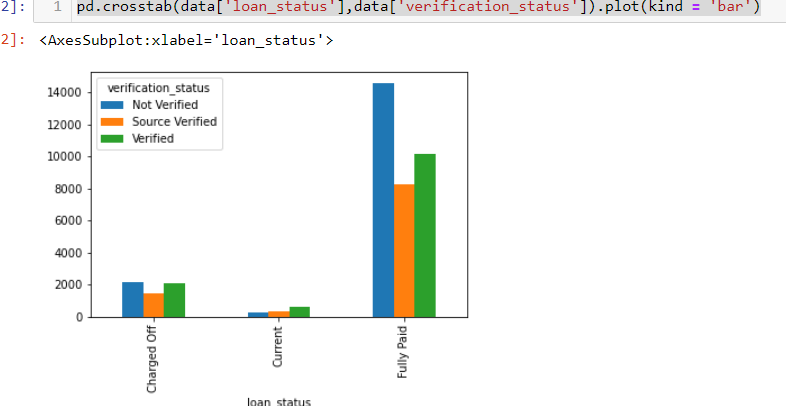 2]: 1 pd.crosstab(data['loan_status'],data['verification_status']).plot(kind = 'bar')
2]: <AxesSubplot:xlabel='loan_status'>
verification_status
Not Verified
Source Verified
Verified
14000
12000
10000
8000
6000
4000
2000
0
Charged Off
Current
Fully Paid
loan_status